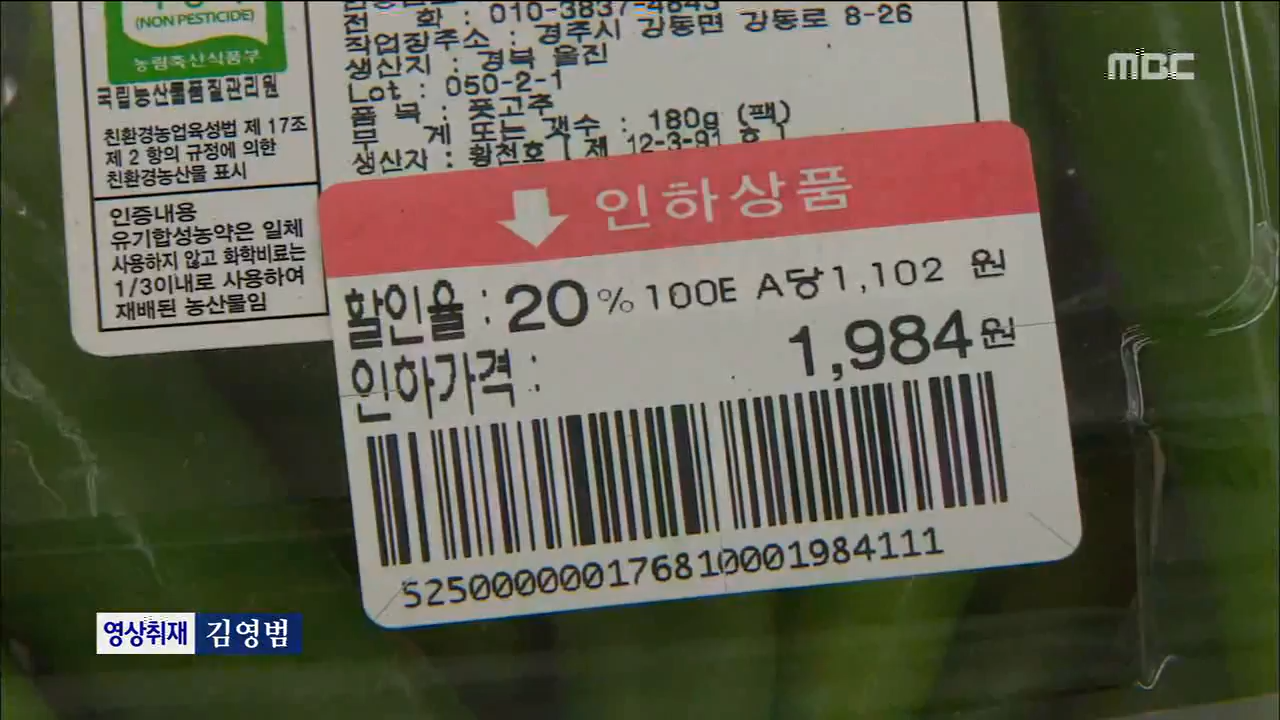 (NON PESTICIDE)
농림축산식품부
국립농산물품질관리원
친환경농업육성법 제 17조
제 2 항의 규정에 의한
친환경농산물 표시
인증내용
유기합성농약은 일체
사용하지 않고 화학비료는
1/3이내로 사용하여
재배된 농산물임
전 화 : 010-3837-4843
작업장주소 : 경주시 강동면 강동로 8-26
생산지 : 경북 울진
Lot : 050-2-1
품 목 : 풋고추
무 게 또는 갯수 : 180g (팩)
생산자 : 황천호 [ 제 12-3-91 호 ]
인하상품
할인율 : 20 % 100E A당1,102 원
인하가격 : 1,984원
S250000000176810001984111
MBC
영상취재 김영범